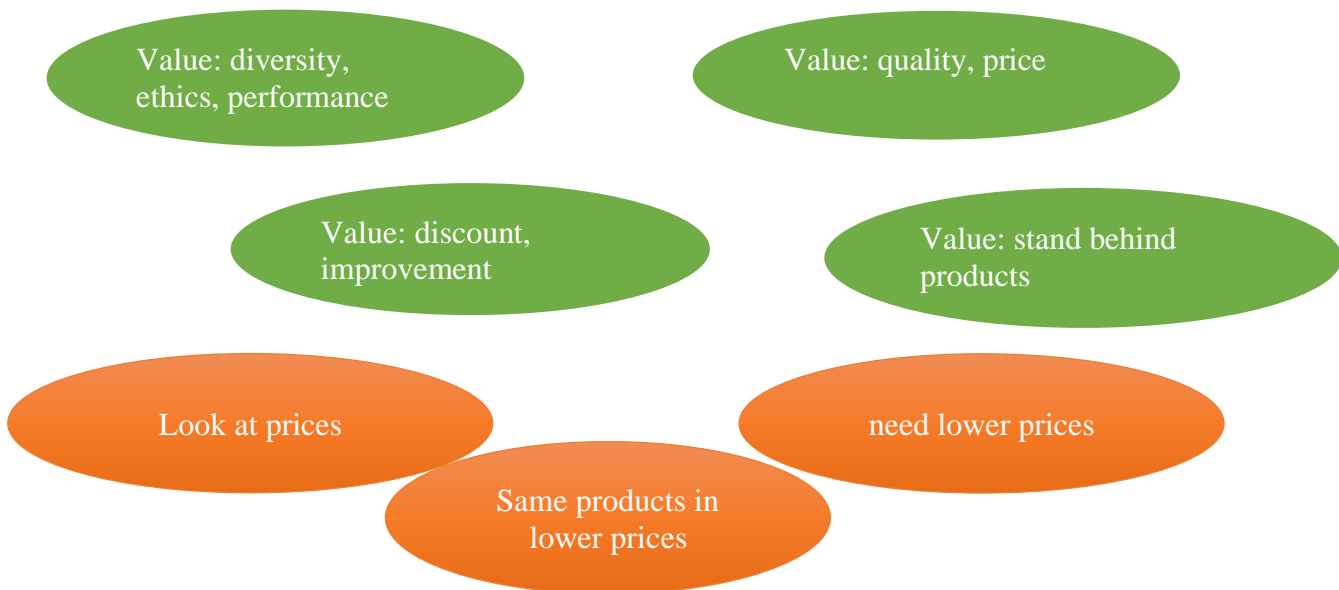 Value: diversity,
ethics, performance
Value: quality, price
Value: discount,
improvement
Value: stand behind
products
Look at prices
need lower prices
Same products in
lower prices